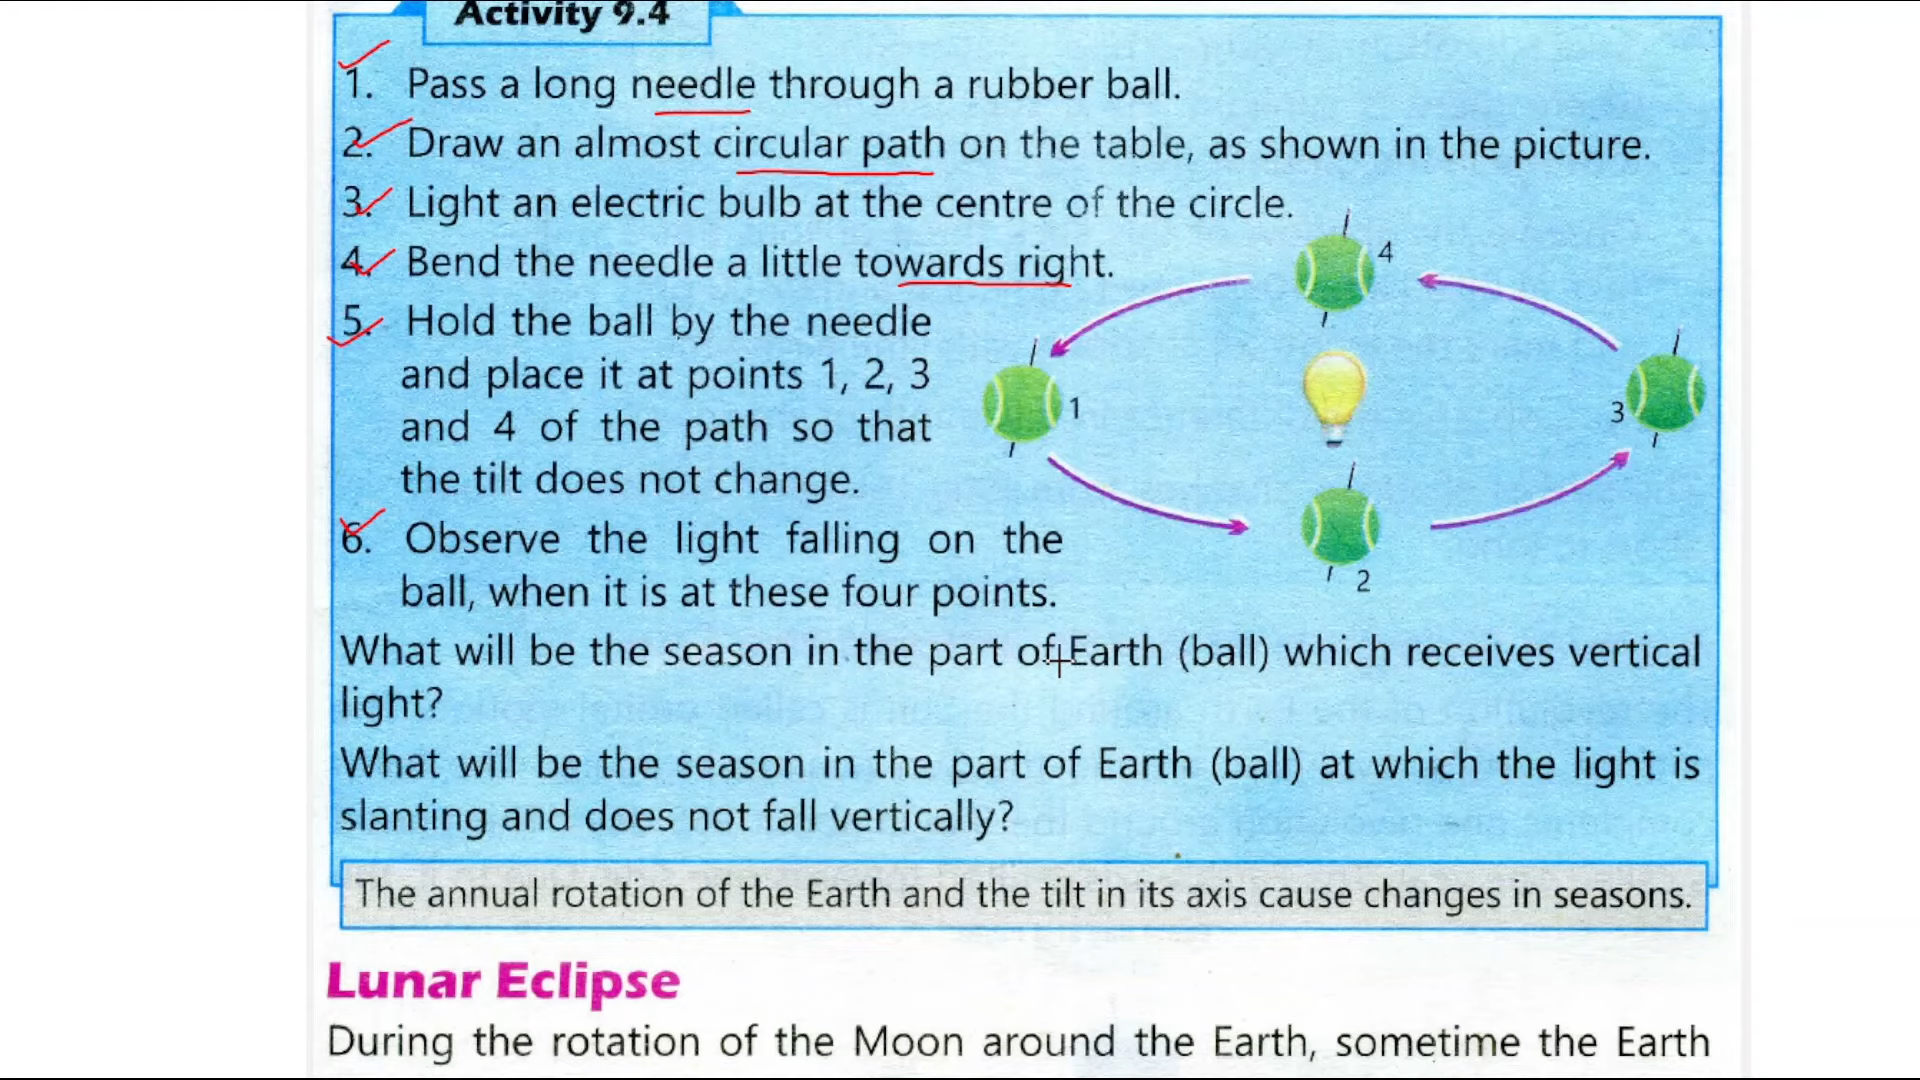 Activity 9.4
1. Pass a long needle through a rubber ball.
2. Draw an almost circular path on the table, as shown in the picture.
3. Light an electric bulb at the centre of the circle.
4. Bend the needle a little towards right.
5. Hold the ball by the needle
and place it at points 1, 2, 3
and 4 of the path so that
the tilt does not change.
6. Observe the light falling on the
ball, when it is at these four points.
4
1
3
2
What will be the season in the part of Earth (ball) which receives vertical
light?
What will be the season in the part of Earth (ball) at which the light is
slanting and does not fall vertically?
The annual rotation of the Earth and the tilt in its axis cause changes in seasons.
Lunar Eclipse
During the rotation of the Moon around the Earth, sometime the Earth